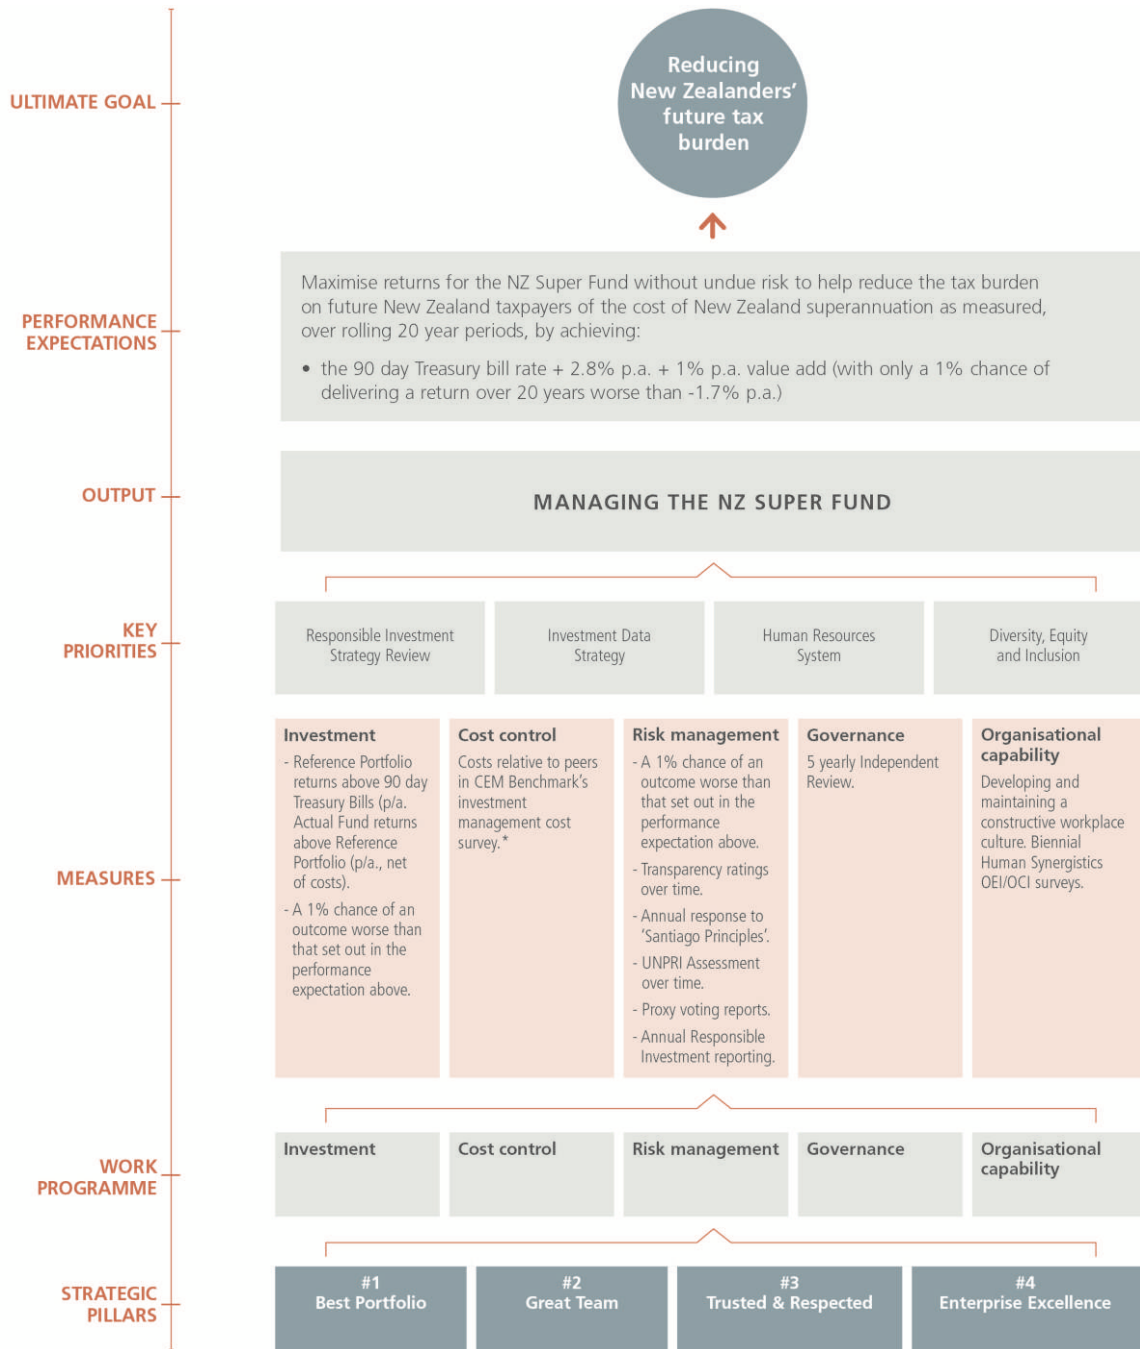 ULTIMATE GOAL
Reducing
New Zealanders'
future tax
burden
PERFORMANCE
EXPECTATIONS
Maximise returns for the NZ Super Fund without undue risk to help reduce the tax burden
on future New Zealand taxpayers of the cost of New Zealand superannuation as measured,
over rolling 20 year periods, by achieving:
• the 90 day Treasury bill rate + 2.8% p.a. + 1% p.a. value add (with only a 1% chance of
delivering a return over 20 years worse than -1.7% p.a.)
OUTPUT
MANAGING THE NZ SUPER FUND
KEY
PRIORITIES
Responsible Investment
Strategy Review
Investment Data
Strategy
Human Resources
System
Diversity, Equity
and Inclusion
MEASURES
Investment
- Reference Portfolio
returns above 90 day
Treasury Bills (p/a.
Actual Fund returns
above Reference
Portfolio (p/a., net
of costs).
- A 1% chance of an
outcome worse than
that set out in the
performance
expectation above.
Cost control
Costs relative to peers
in CEM Benchmark's
investment
management cost
survey.*
Risk management
- A 1% chance of an
outcome worse than
that set out in the
performance
expectation above.
- Transparency ratings
over time.
- Annual response to
'Santiago Principles'.
- UNPRI Assessment
over time.
- Proxy voting reports.
- Annual Responsible
Investment reporting.
Governance
5 yearly Independent
Review.
Organisational
capability
Developing and
maintaining a
constructive workplace
culture. Biennial
Human Synergistics
OEI/OCI surveys.
WORK
PROGRAMME
Investment
Cost control
Risk management
Governance
Organisational
capability
STRATEGIC
PILLARS
#1
Best Portfolio
#2
Great Team
#3
Trusted & Respected
#4
Enterprise Excellence